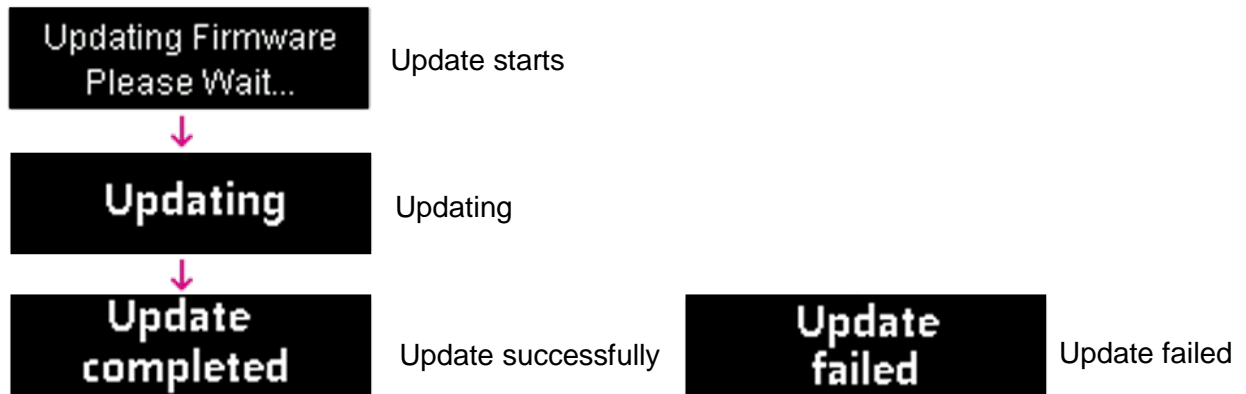 Updating Firmware
Please Wait...
Update starts
Updating
Updating
Update
completed
Update successfully
Update
failed
Update failed